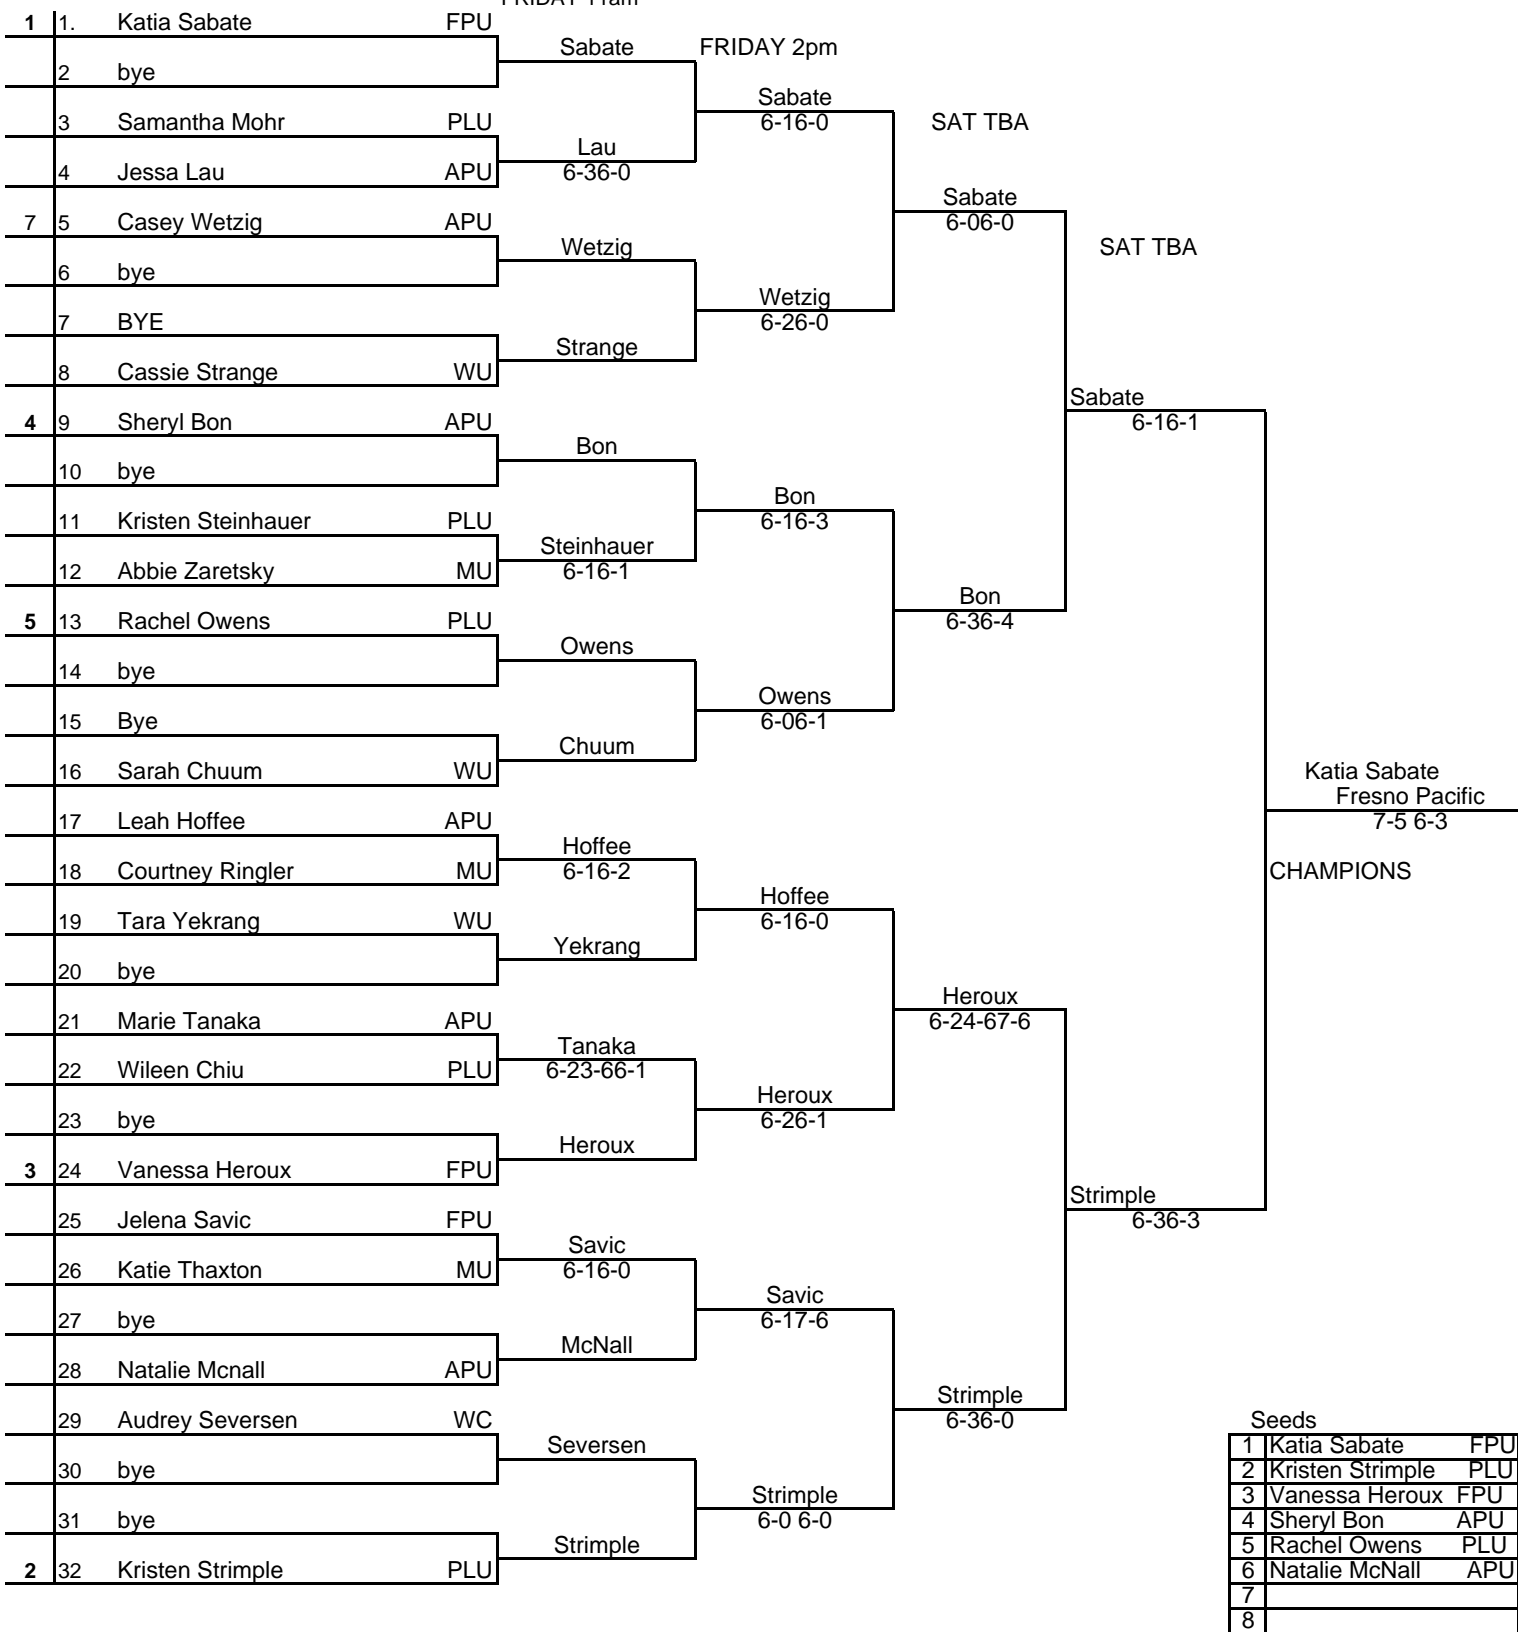 FRIDAY 11am
1 1. Katia Sabate FPU
Sabate FRIDAY 2pm
2 bye
Sabate
3 Samantha Mohr PLU 6-16-0 SAT TBA
Lau
4 Jessa Lau APU 6-36-0
Sabate
7 5 Casey Wetzig APU 6-06-0
Wetzig SAT TBA
6 bye
Wetzig
7 BYE 6-26-0
Strange
8 Cassie Strange WU
Sabate
4 9 Sheryl Bon APU 6-16-1
Bon
10 bye
Bon
11 Kristen Steinhauer PLU 6-16-3
Steinhauer
12 Abbie Zaretsky MU 6-16-1
Bon
5 13 Rachel Owens PLU 6-36-4
Owens
14 bye
Owens
15 Bye 6-06-1
Chuum
16 Sarah Chuum WU Katia Sabate
Fresno Pacific
17 Leah Hoffee APU 7-5 6-3
Hoffee
18 Courtney Ringler MU 6-16-2 CHAMPIONS
Hoffee
19 Tara Yekrang WU 6-16-0
Yekrang
20 bye
Heroux
21 Marie Tanaka APU 6-24-67-6
Tanaka
22 Wileen Chiu PLU 6-23-66-1
Heroux
23 bye 6-26-1
Heroux
3 24 Vanessa Heroux FPU
Strimple
25 Jelena Savic FPU 6-36-3
Savic
26 Katie Thaxton MU 6-16-0
Savic
27 bye 6-17-6
McNall
28 Natalie Mcnall APU
Strimple
29 Audrey Seversen WC 6-36-0 Seeds
Seversen 1 Katia Sabate FPU
30 bye 2 Kristen Strimple PLU
Strimple 3 Vanessa Heroux FPU
31 bye 6-0 6-0 4 Sheryl Bon APU
Strimple 5 Rachel Owens PLU
2 32 Kristen Strimple PLU 6 Natalie McNall APU
7
8